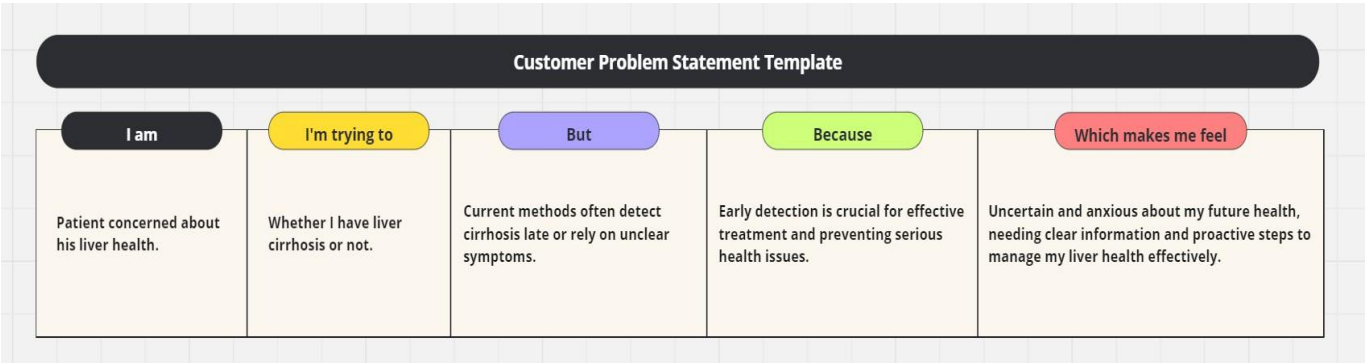 Customer Problem Statement Template
I am
Patient concerned about
his liver health.
I'm trying to
Whether I have liver
cirrhosis or not.
But
Current methods often detect
cirrhosis late or rely on unclear
symptoms.
Because
Early detection is crucial for effective
treatment and preventing serious
health issues.
Which makes me feel
Uncertain and anxious about my future health,
needing clear information and proactive steps to
manage my liver health effectively.